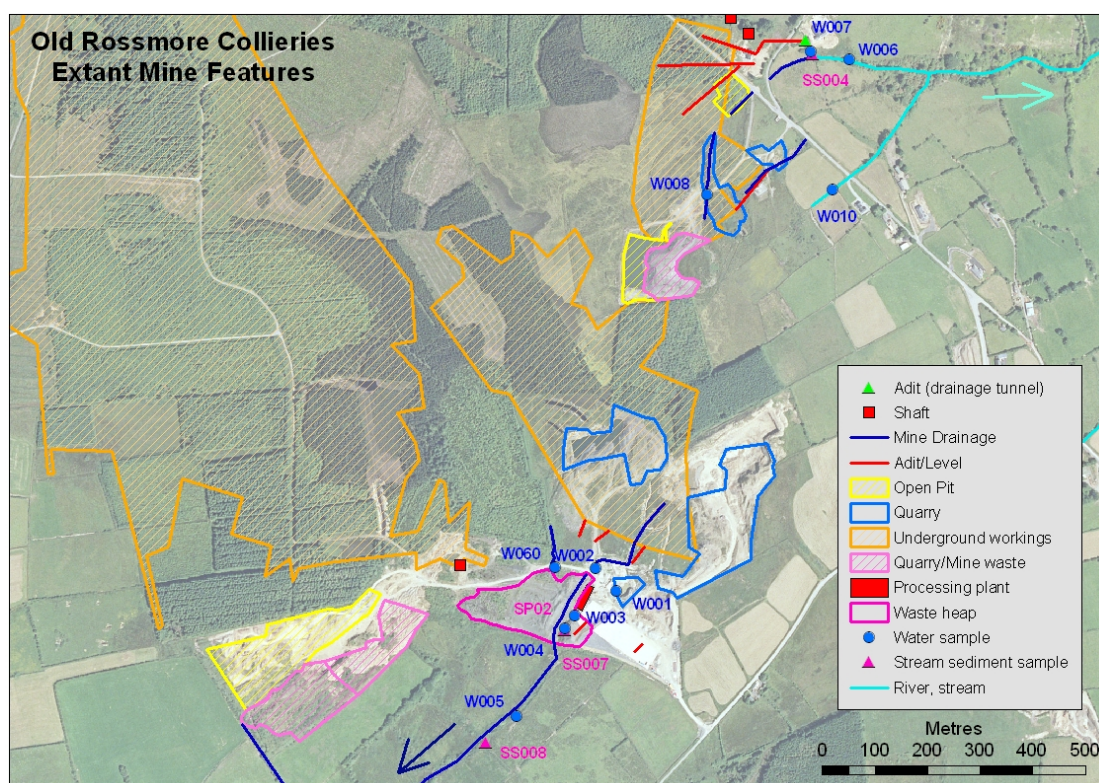 Old Rossmore Collieries
Extant Mine Features
W007
W006
SS004
W008
W010
Adit (drainage tunnel)
Shaft
Mine Drainage
Adit/Level
Open Pit
Quarry
Underground workings
Quarry/Mine waste
Processing plant
Waste heap
Water sample
Stream sediment sample
River, stream
W060
W002
SP02
W001
W003
W004
SS007
W005
SS008
Metres
0 100 200 300 400 500